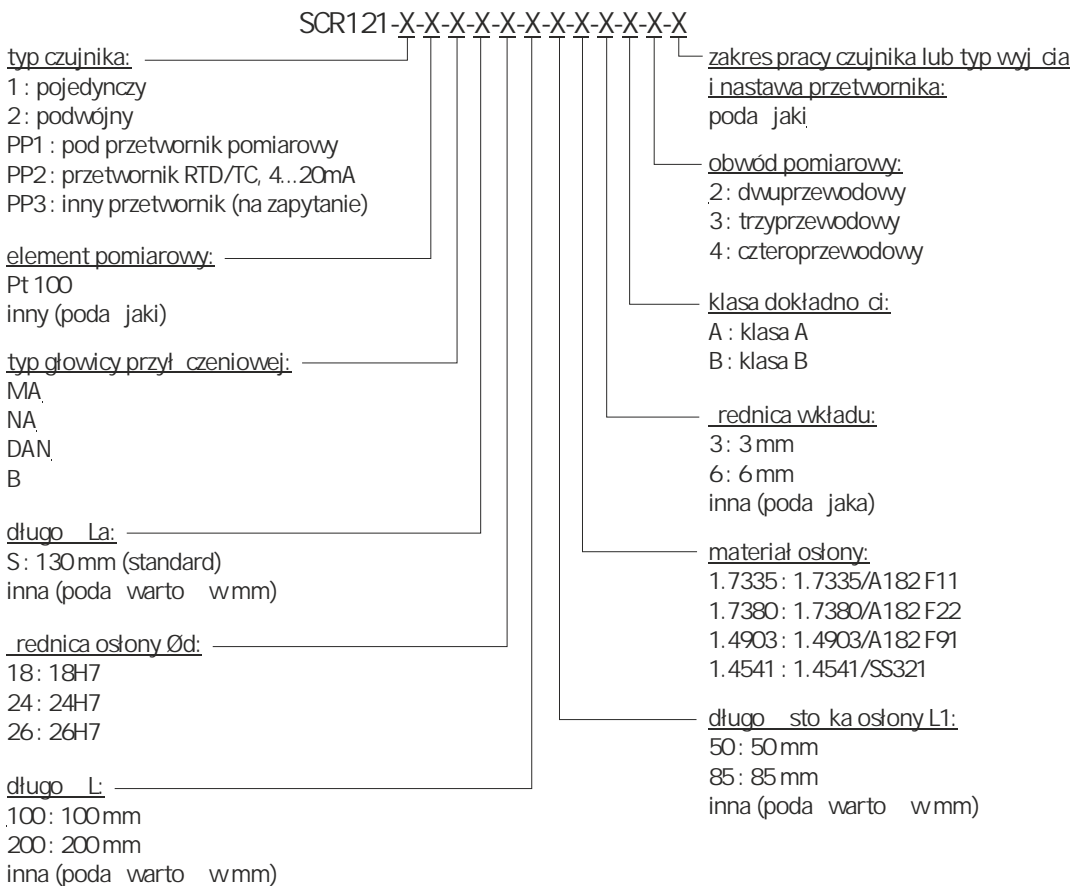 SCR121-X-X-X-X-X-X-X-X-X-X-X
typ czujnika:
1 : pojedynczy
2 : podwójny
PP1 : pod przetwornik pomiarowy
PP2 : przetwornik RTD/TC, 4...20mA
PP3 : inny przetwornik (na zapytanie)
element pomiarowy:
Pt 100
inny (poda jaki)
typ głowicy przył czeniowej:
MA
NA
DAN
B
długo La:
S : 130 mm (standard)
inna (poda warto w mm)
rednica osłony Ød:
18 : 18H7
24 : 24H7
26 : 26H7
długo L:
100 : 100 mm
200 : 200 mm
inna (poda warto w mm)
zakres pracy czujnika lub typ wyj cia
i nastawa przetwornika:
poda jaki
obwód pomiarowy:
2 : dwuprzewodowy
3 : trzyprzewodowy
4 : czteroprzewodowy
klasa dokładno ci:
A : klasa A
B : klasa B
rednica wkładu:
3 : 3 mm
6 : 6 mm
inna (poda jaka)
materiał osłony:
1.7335 : 1.7335/A182 F11
1.7380 : 1.7380/A182 F22
1.4903 : 1.4903/A182 F91
1.4541 : 1.4541/SS321
długo sto ka osłony L1:
50 : 50 mm
85 : 85 mm
inna (poda warto w mm)